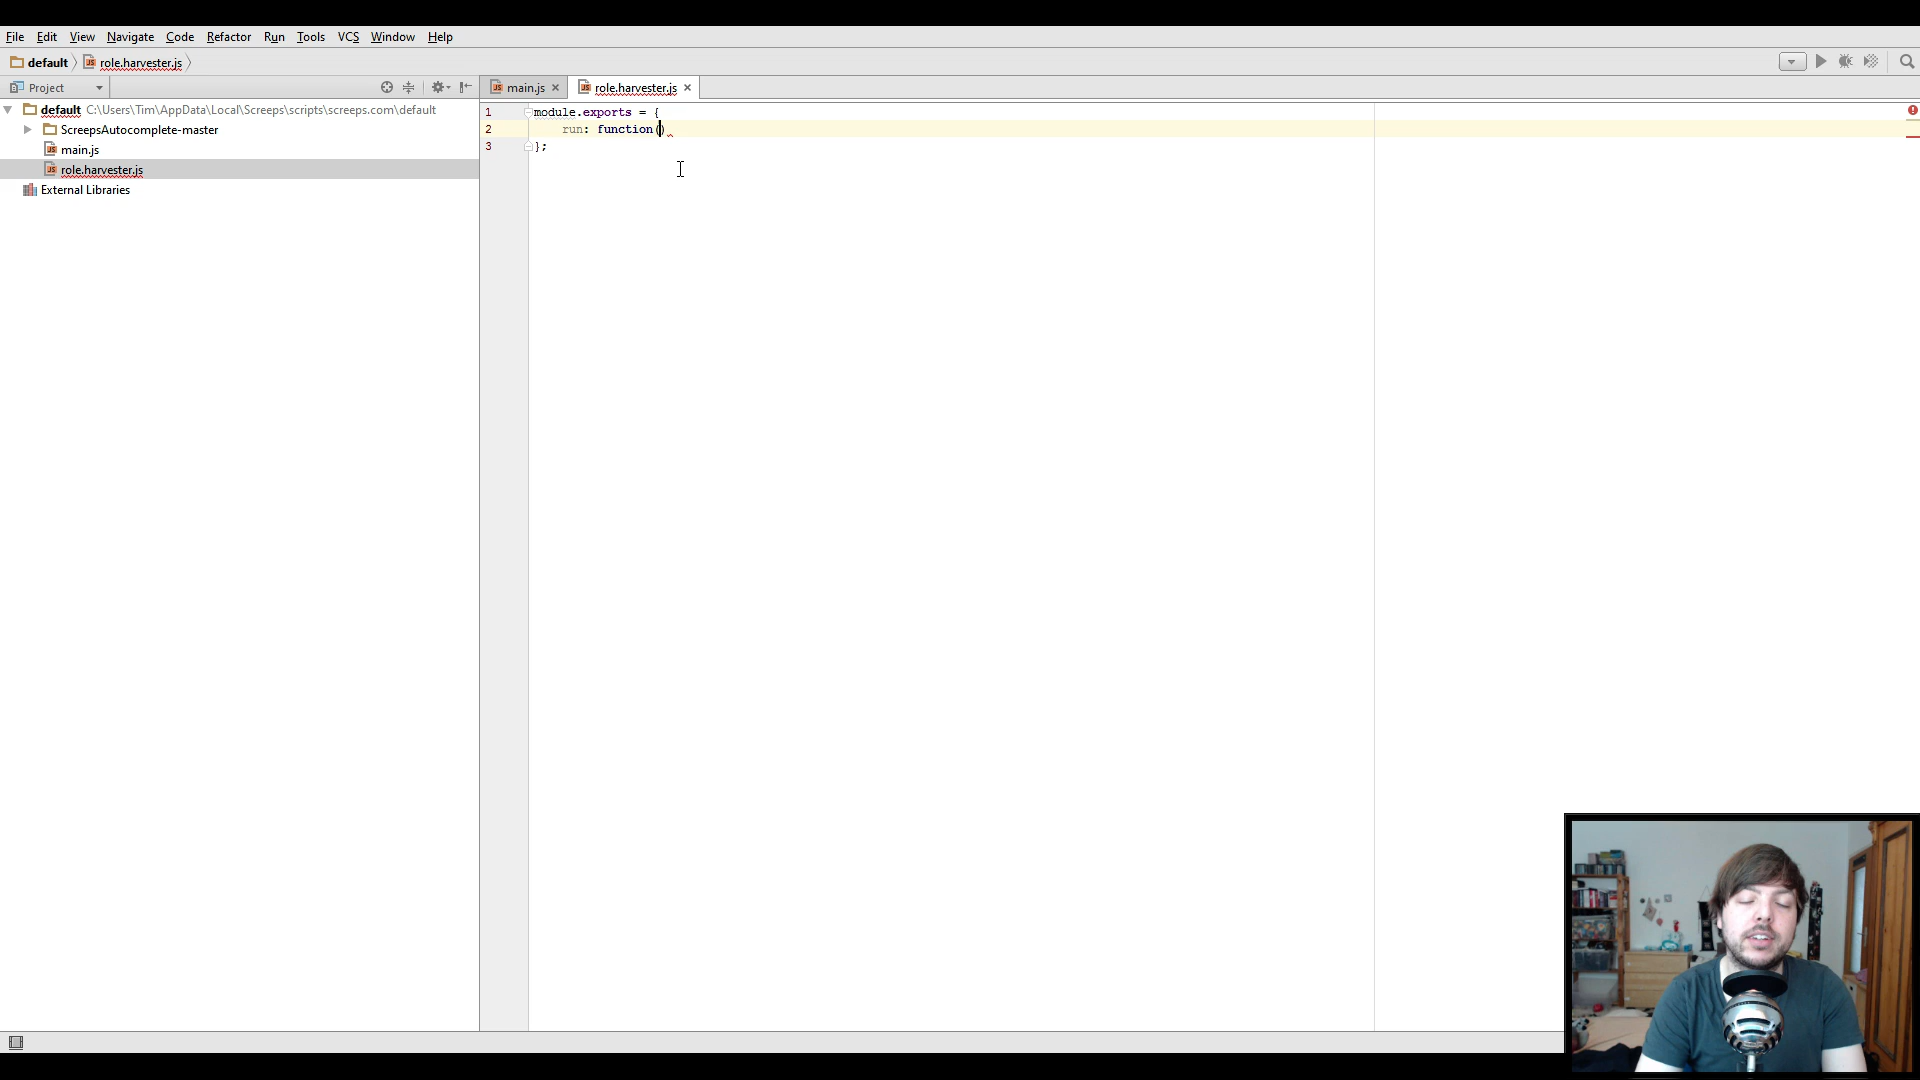 File Edit View Navigate Code Refactor Run Tools VCS Window Help
default role.harvester.js
Project
main.js role.harvester.js
default C:\Users\Tim\AppData\Local\Screeps\scripts\screeps.com\default
ScreepsAutocomplete-master
main.js
role.harvester.js
External Libraries
1 module.exports = {
2 run: function()
3 };